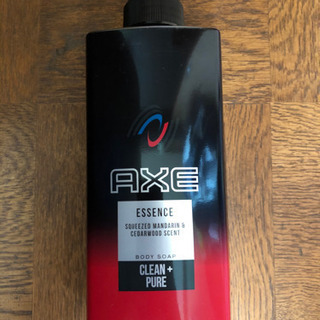 AXE
ESSENCE
SQUEEZED MANDARIN &
CEDARWOOD SCENT
BODY SOAP
CLEAN +
PURE